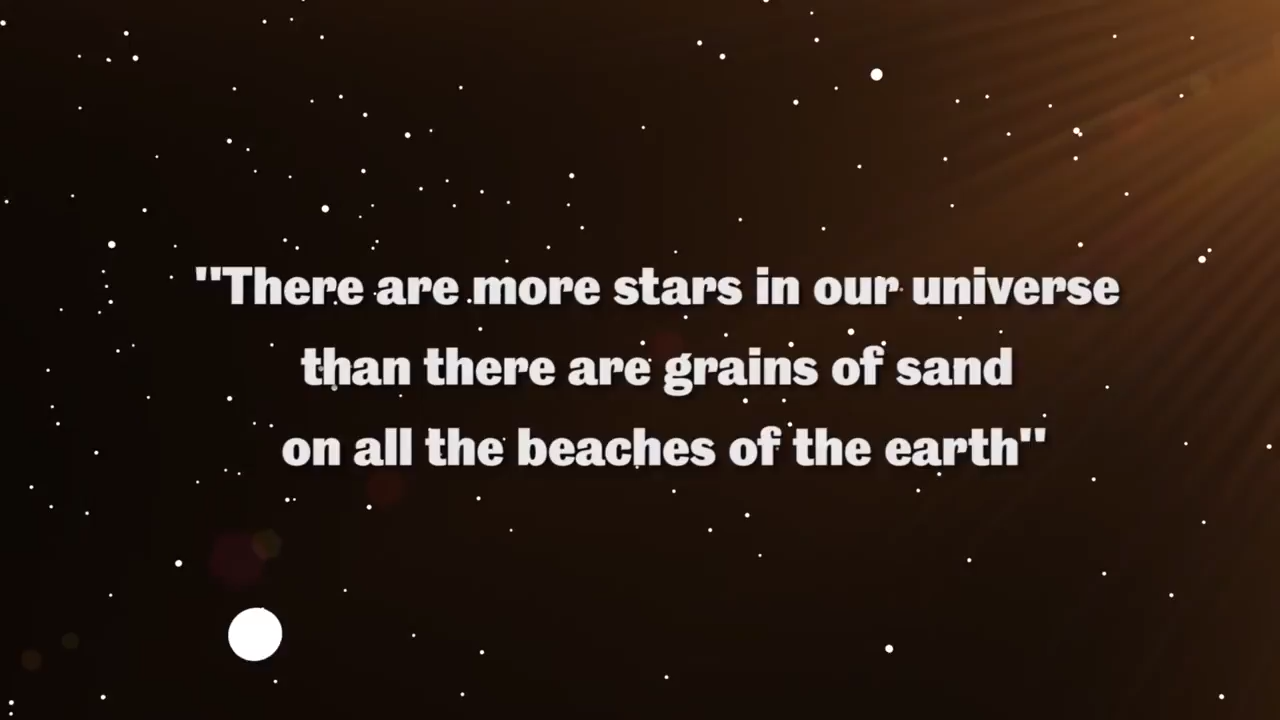 "There are more stars in our universe
than there are grains of sand
on all the beaches of the earth"